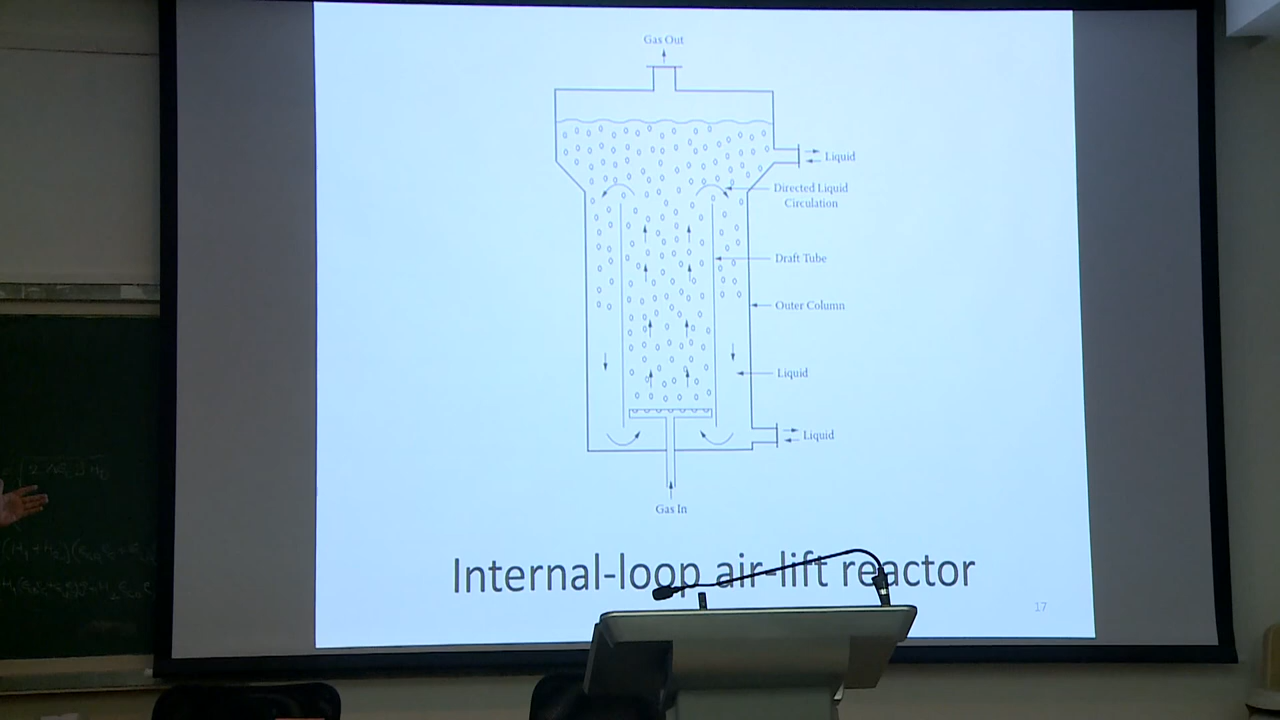 Gas Out
Liquid
Directed Liquid
Circulation
Draft Tube
Outer Column
Liquid
Liquid
Gas In
Internal-loop air-lift reactor
17